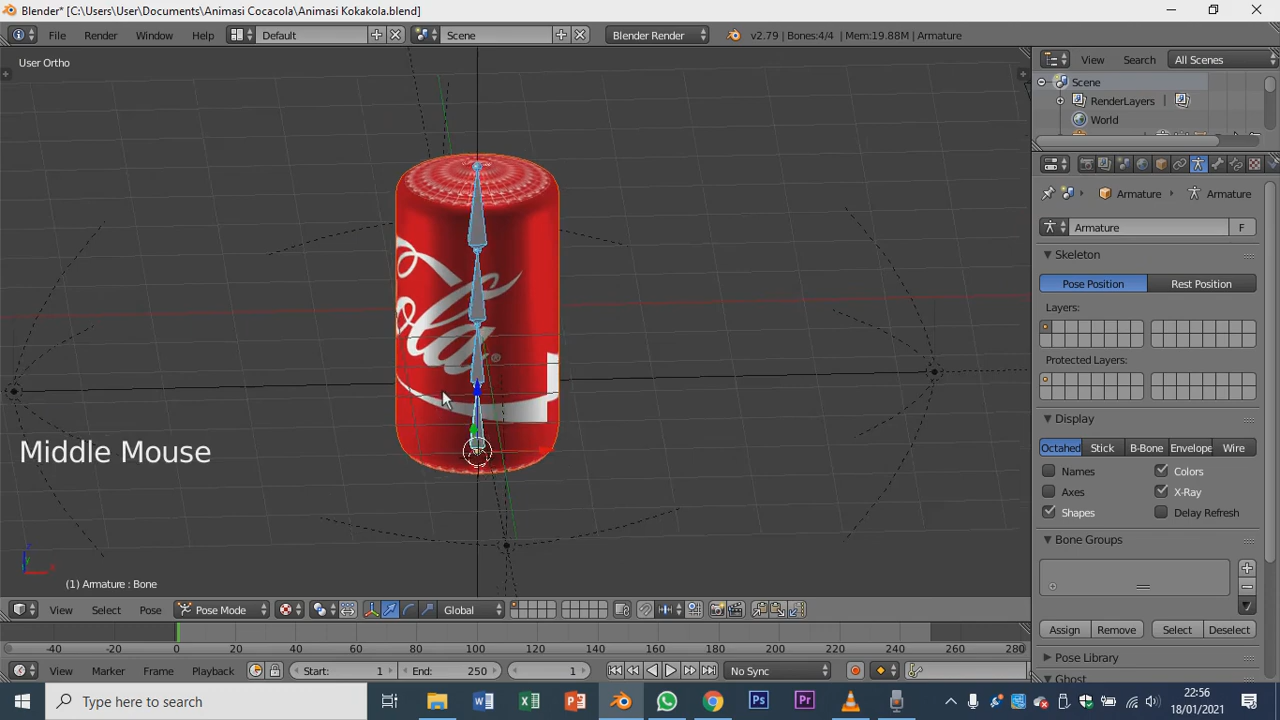 Blender* [C:\Users\User\Documents\Animasi Cocacola\Animasi Kokakola.blend]
File Render Window Help Default Scene Blender Render v2.79 | Bones:4/4 | Mem:19.88M | Armature
User Ortho
View Search All Scenes
Scene
RenderLayers
World
Armature Armature
Armature F
Skeleton
Pose Position Rest Position
Layers:
Protected Layers:
Display
Octahed Stick B-Bone Envelope Wire
Names Colors
Axes X-Ray
Shapes Delay Refresh
Bone Groups
Assign Remove Select Deselect
Pose Library
Ghost
Cola ®
Middle Mouse
(1) Armature : Bone
View Select Pose Pose Mode Global
-40 -20 0 20 40 60 80 100 120 140 160 180 200 220 240 260 280
View Marker Frame Playback Start: 1 End: 250 1 No Sync
Type here to search
22:56
18/01/2021